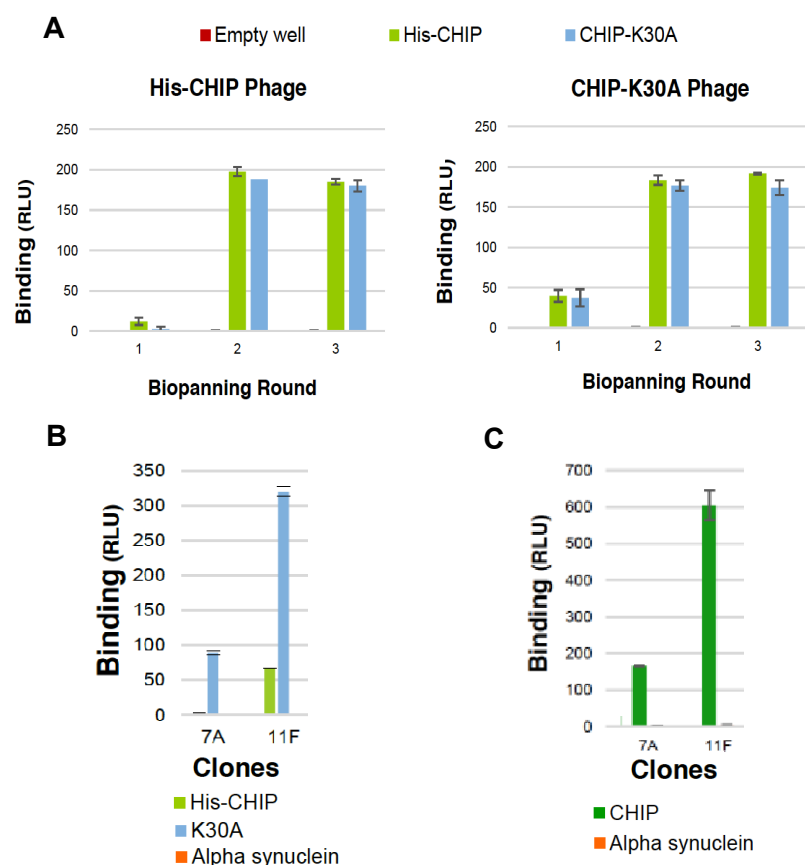 A
Empty well His-CHIP CHIP-K30A
His-CHIP Phage
250
200
150
100
50
0
Binding (RLU)
1 2 3
Biopanning Round
CHIP-K30A Phage
250
200
150
100
50
0
Binding (RLU)
1 2 3
Biopanning Round
B
350
300
250
200
150
100
50
0
Binding (RLU)
7A 11F
Clones
His-CHIP
K30A
Alpha synuclein
C
700
600
500
400
300
200
100
0
Binding (RLU)
7A 11F
Clones
CHIP
Alpha synuclein